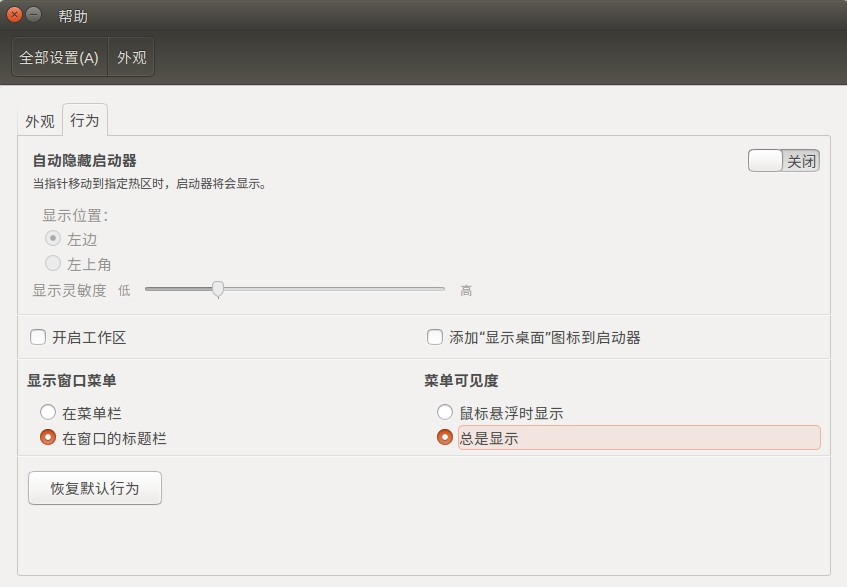 帮助
全部设置(A) 外观
外观 行为
自动隐藏启动器 关闭
当指针移动到指定热区时，启动器将会显示。
显示位置：
左边
左上角
显示灵敏度 低 高
开启工作区 添加“显示桌面”图标到启动器
显示窗口菜单 菜单可见度
在菜单栏 鼠标悬浮时显示
在窗口的标题栏 总是显示
恢复默认行为